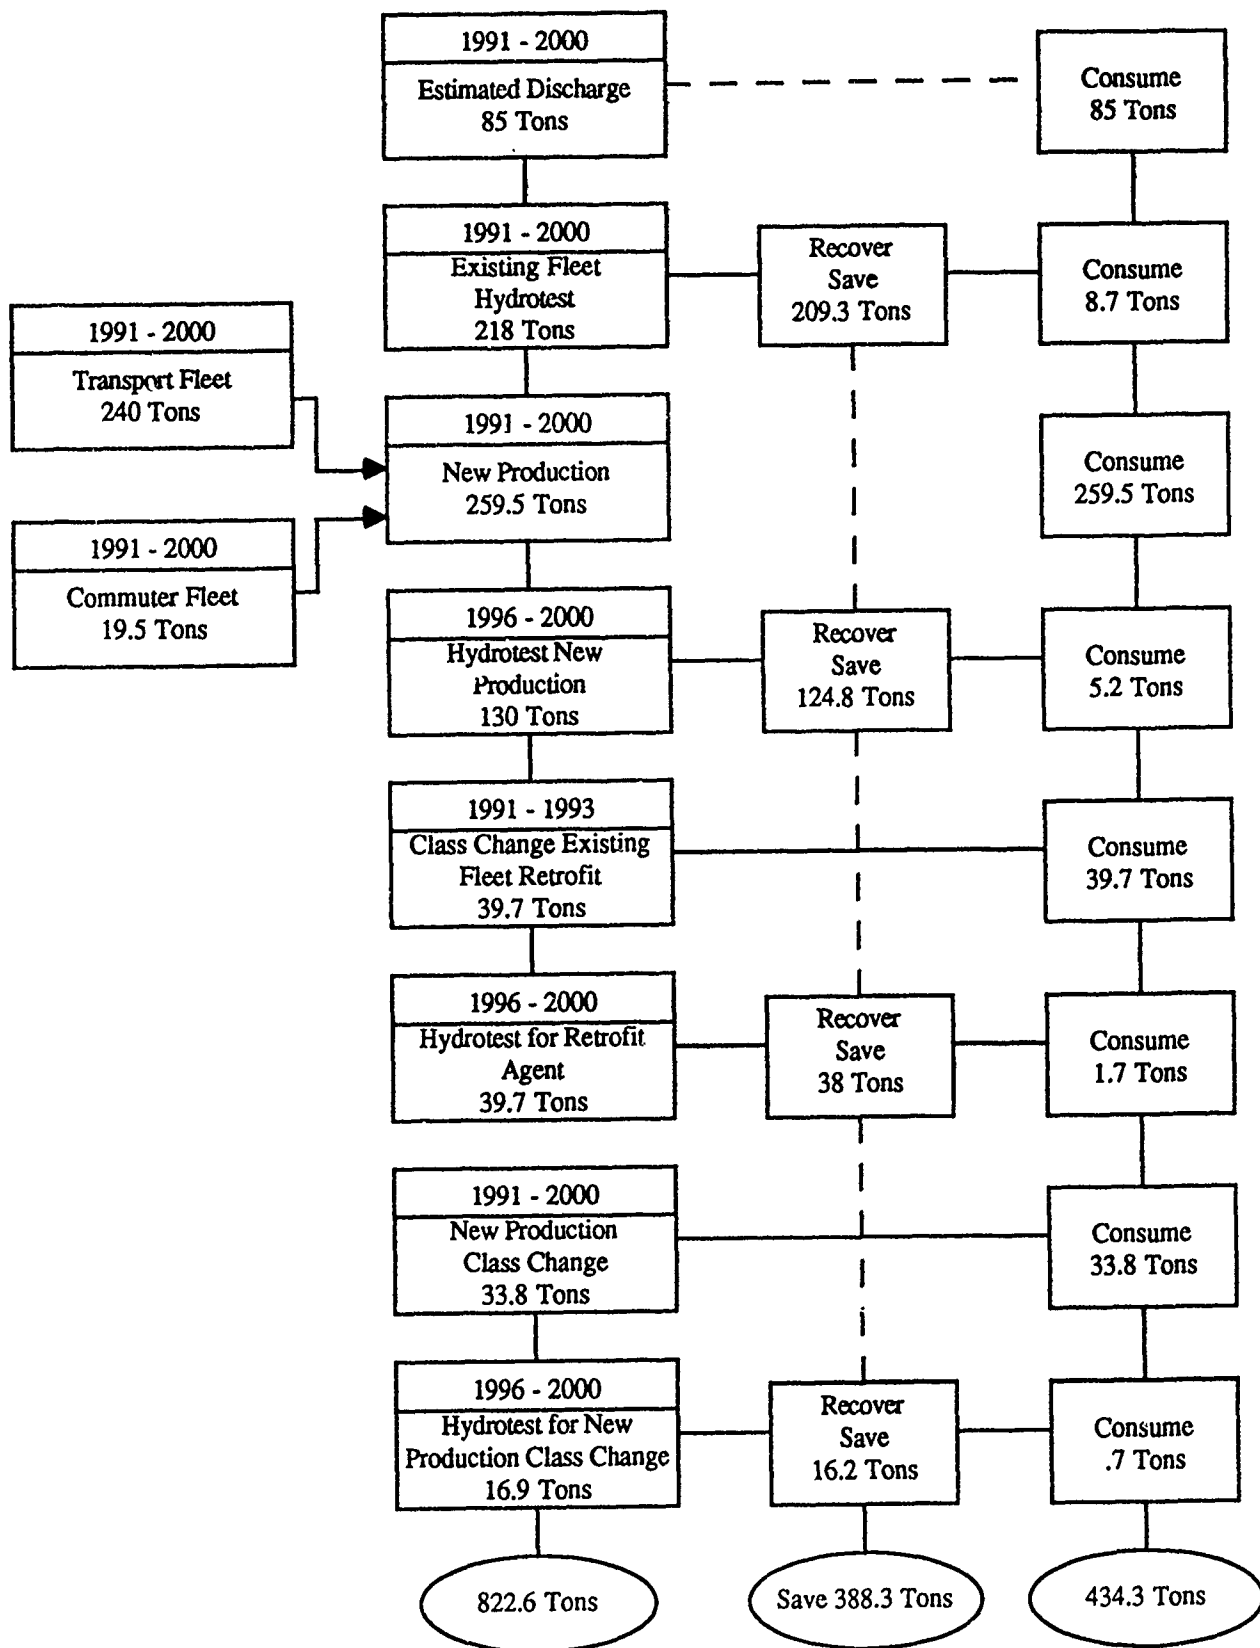 1991 - 2000
Estimated Discharge
85 Tons
Consume
85 Tons
1991 - 2000
Existing Fleet
Hydrotest
218 Tons
Recover
Save
209.3 Tons
Consume
8.7 Tons
1991 - 2000
Transport Fleet
240 Tons
1991 - 2000
New Production
259.5 Tons
Consume
259.5 Tons
1991 - 2000
Commuter Fleet
19.5 Tons
1996 - 2000
Hydrotest New
Production
130 Tons
Recover
Save
124.8 Tons
Consume
5.2 Tons
1991 - 1993
Class Change Existing
Fleet Retrofit
39.7 Tons
Consume
39.7 Tons
1996 - 2000
Hydrotest for Retrofit
Agent
39.7 Tons
Recover
Save
38 Tons
Consume
1.7 Tons
1991 - 2000
New Production
Class Change
33.8 Tons
Consume
33.8 Tons
1996 - 2000
Hydrotest for New
Production Class Change
16.9 Tons
Recover
Save
16.2 Tons
Consume
.7 Tons
822.6 Tons
Save 388.3 Tons
434.3 Tons